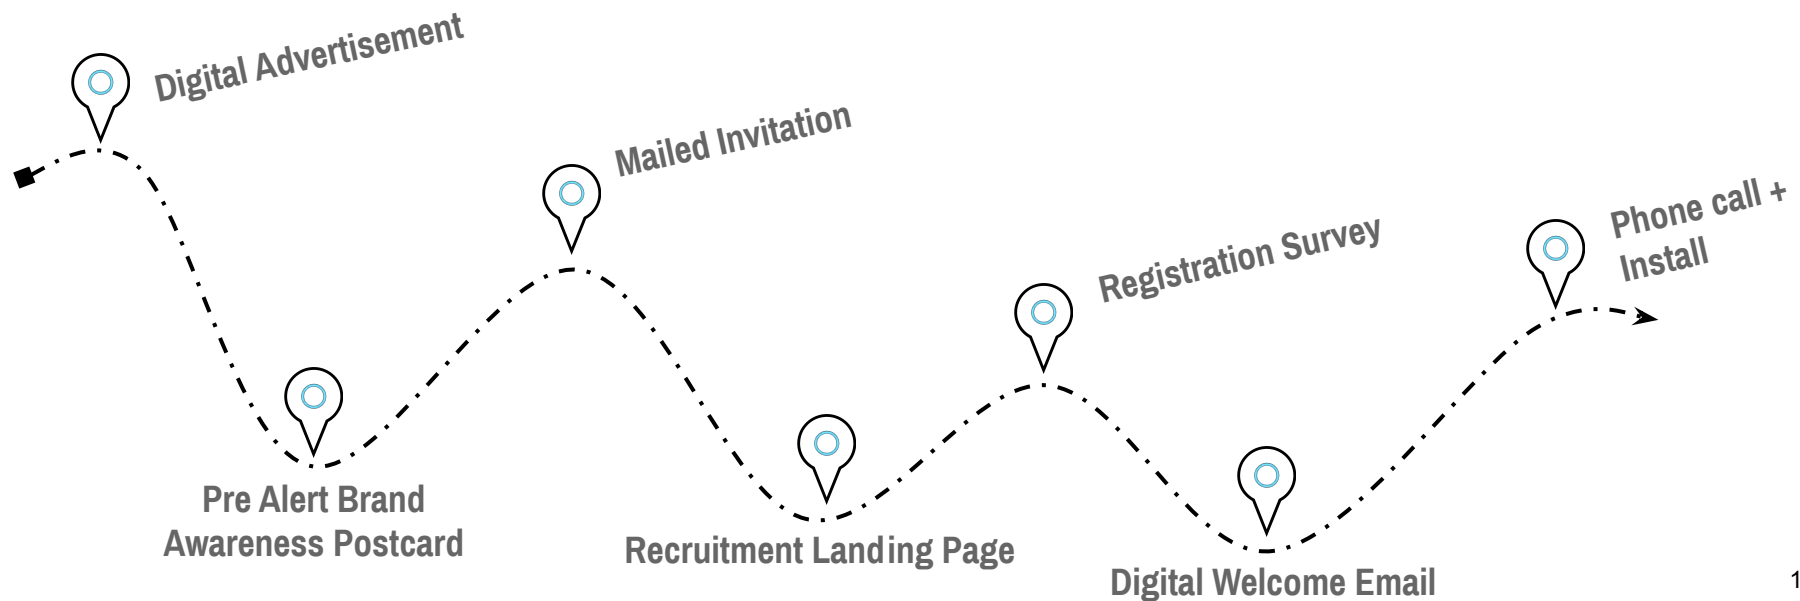 Digital Advertisement
Pre Alert Brand
Awareness Postcard
Mailed Invitation
Recruitment Landing Page
Registration Survey
Digital Welcome Email
Phone call +
Install
1